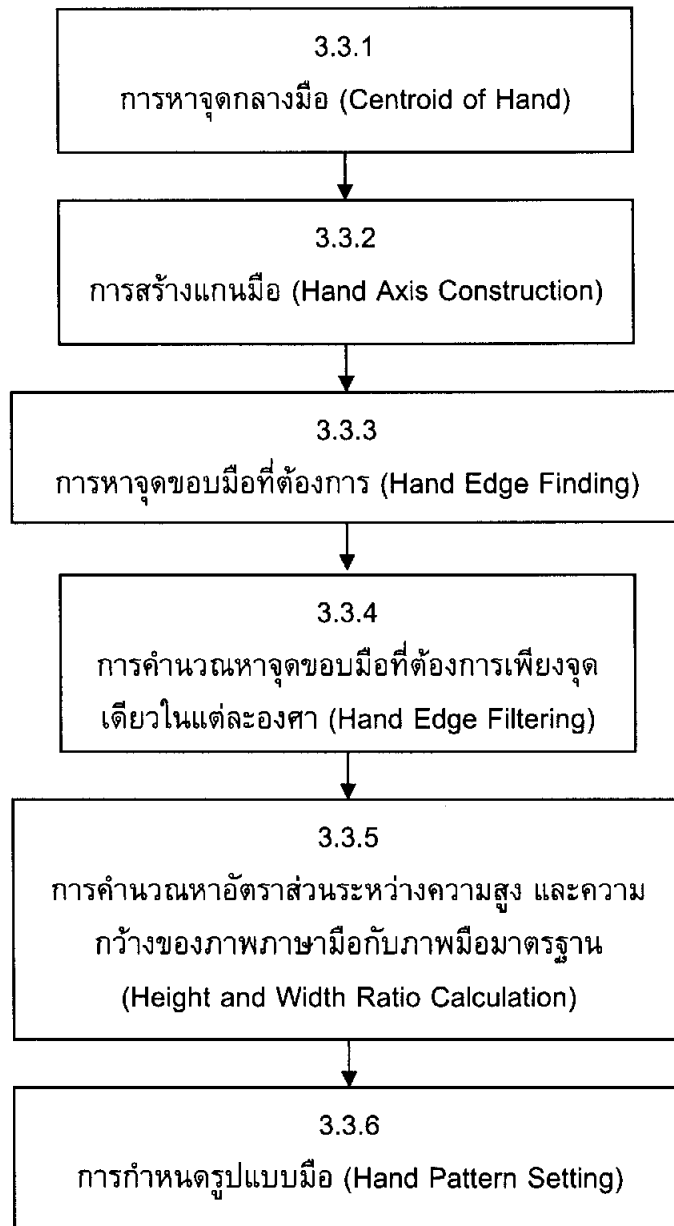 3.3.1
การหาจุดกลางมือ (Centroid of Hand)
3.3.2
การสร้างแกนมือ (Hand Axis Construction)
3.3.3
การหาจุดขอบมือที่ต้องการ (Hand Edge Finding)
3.3.4
การคำนวณหาจุดขอบมือที่ต้องการเพียงจุด
เดียวในแต่ละองศา (Hand Edge Filtering)
3.3.5
การคำนวณหาอัตราส่วนระหว่างความสูง และความ
กว้างของภาพภาษามือกับภาพมือมาตรฐาน
(Height and Width Ratio Calculation)
3.3.6
การกำหนดรูปแบบมือ (Hand Pattern Setting)